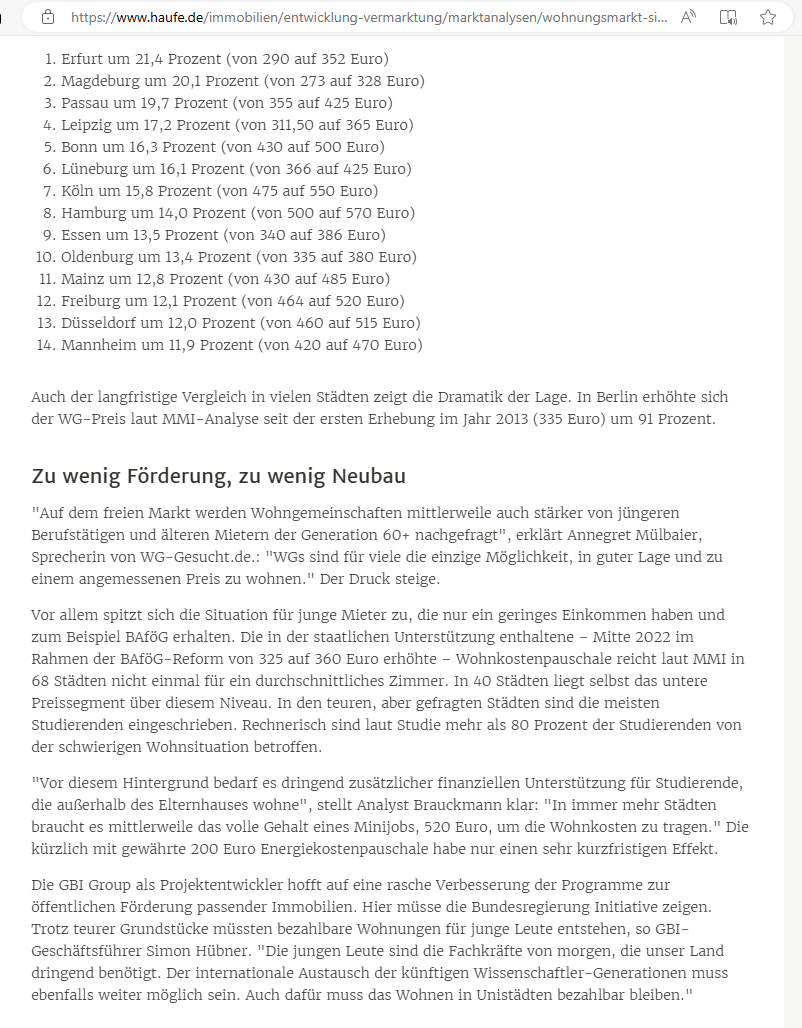 https://www.haufe.de/immobilien/entwicklung-vermarktung/marktanalysen/wohnungsmarkt-si...
1. Erfurt um 21,4 Prozent (von 290 auf 352 Euro)
2. Magdeburg um 20,1 Prozent (von 273 auf 328 Euro)
3. Passau um 19,7 Prozent (von 355 auf 425 Euro)
4. Leipzig um 17,2 Prozent (von 311,50 auf 365 Euro)
5. Bonn um 16,3 Prozent (von 430 auf 500 Euro)
6. Lüneburg um 16,1 Prozent (von 366 auf 425 Euro)
7. Köln um 15,8 Prozent (von 475 auf 550 Euro)
8. Hamburg um 14,0 Prozent (von 500 auf 570 Euro)
9. Essen um 13,5 Prozent (von 340 auf 386 Euro)
10. Oldenburg um 13,4 Prozent (von 335 auf 380 Euro)
11. Mainz um 12,8 Prozent (von 430 auf 485 Euro)
12. Freiburg um 12,1 Prozent (von 464 auf 520 Euro)
13. Düsseldorf um 12,0 Prozent (von 460 auf 515 Euro)
14. Mannheim um 11,9 Prozent (von 420 auf 470 Euro)
Auch der langfristige Vergleich in vielen Städten zeigt die Dramatik der Lage. In Berlin erhöhte sich
der WG-Preis laut MMI-Analyse seit der ersten Erhebung im Jahr 2013 (335 Euro) um 91 Prozent.
Zu wenig Förderung, zu wenig Neubau
"Auf dem freien Markt werden Wohngemeinschaften mittlerweile auch stärker von jüngeren
Berufstätigen und älteren Mietern der Generation 60+ nachgefragt", erklärt Annegret Mülbaier,
Sprecherin von WG-Gesucht.de.: "WGs sind für viele die einzige Möglichkeit, in guter Lage und zu
einem angemessenen Preis zu wohnen." Der Druck steige.
Vor allem spitzt sich die Situation für junge Mieter zu, die nur ein geringes Einkommen haben und
zum Beispiel BAföG erhalten. Die in der staatlichen Unterstützung enthaltene – Mitte 2022 im
Rahmen der BAföG-Reform von 325 auf 360 Euro erhöhte – Wohnkostenpauschale reicht laut MMI in
68 Städten nicht einmal für ein durchschnittliches Zimmer. In 40 Städten liegt selbst das untere
Preissegment über diesem Niveau. In den teuren, aber gefragten Städten sind die meisten
Studierenden eingeschrieben. Rechnerisch sind laut Studie mehr als 80 Prozent der Studierenden von
der schwierigen Wohnsituation betroffen.
"Vor diesem Hintergrund bedarf es dringend zusätzlicher finanziellen Unterstützung für Studierende,
die außerhalb des Elternhauses wohne", stellt Analyst Brauckmann klar: "In immer mehr Städten
braucht es mittlerweile das volle Gehalt eines Minijobs, 520 Euro, um die Wohnkosten zu tragen." Die
kürzlich mit gewährte 200 Euro Energiekostenpauschale habe nur einen sehr kurzfristigen Effekt.
Die GBI Group als Projektentwickler hofft auf eine rasche Verbesserung der Programme zur
öffentlichen Förderung passender Immobilien. Hier müsse die Bundesregierung Initiative zeigen.
Trotz teurer Grundstücke müssten bezahlbare Wohnungen für junge Leute entstehen, so GBI-
Geschäftsführer Simon Hübner. "Die jungen Leute sind die Fachkräfte von morgen, die unser Land
dringend benötigt. Der internationale Austausch der künftigen Wissenschaftler-Generationen muss
ebenfalls weiter möglich sein. Auch dafür muss das Wohnen in Unistädten bezahlbar bleiben."